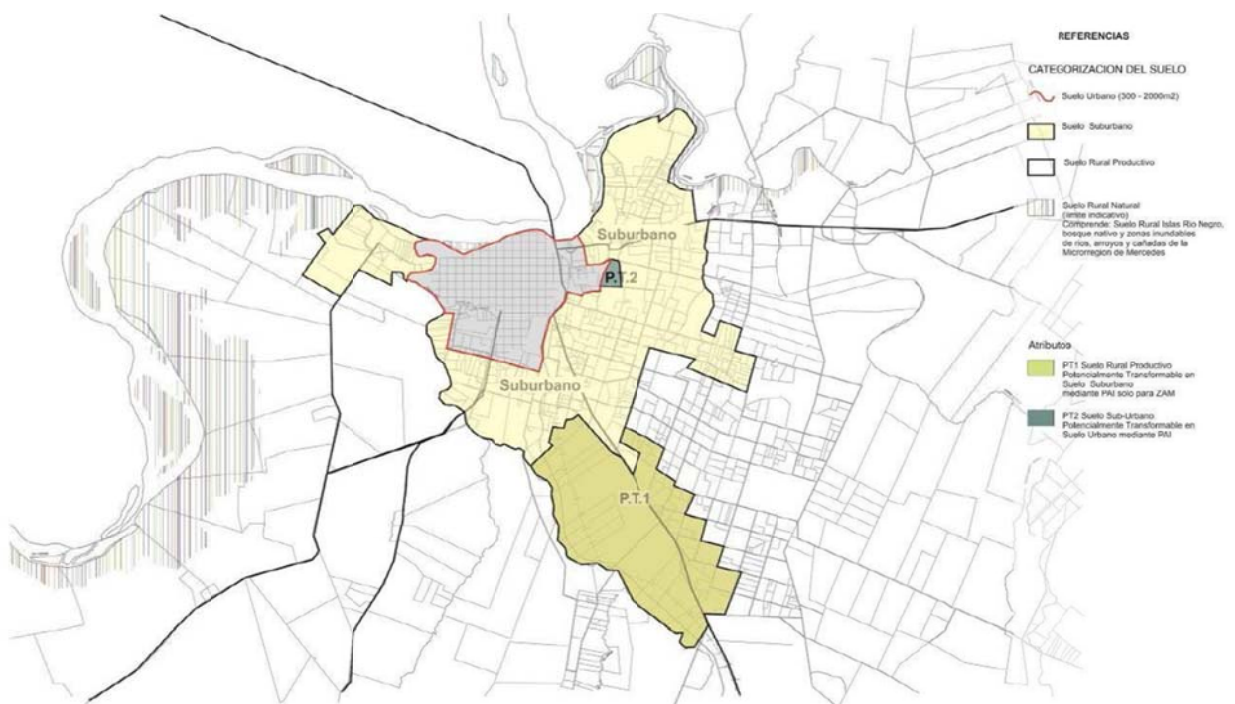 REFERENCIAS
CATEGORIZACION DEL SUELO
Suelo Urbano (300 - 2000m2)
Suelo Suburbano
Suelo Rural Productivo
Suelo Rural Natural
(limite indicativo)
Comprende: Suelo Rural Islas Rio Negro,
bosque nativo y zonas inundables
de rios, arroyos y cañadas de la
Microrregion de Mercedes
Atributos
PT1 Suelo Rural Productivo
Potencialmente Transformable en
Suelo Suburbano
mediante PAI solo para ZAM
PT2 Suelo Sub-Urbano
Potencialmente Transformable en
Suelo Urbano mediante PAI
Suburbano
P.T.2
Suburbano
P.T.1